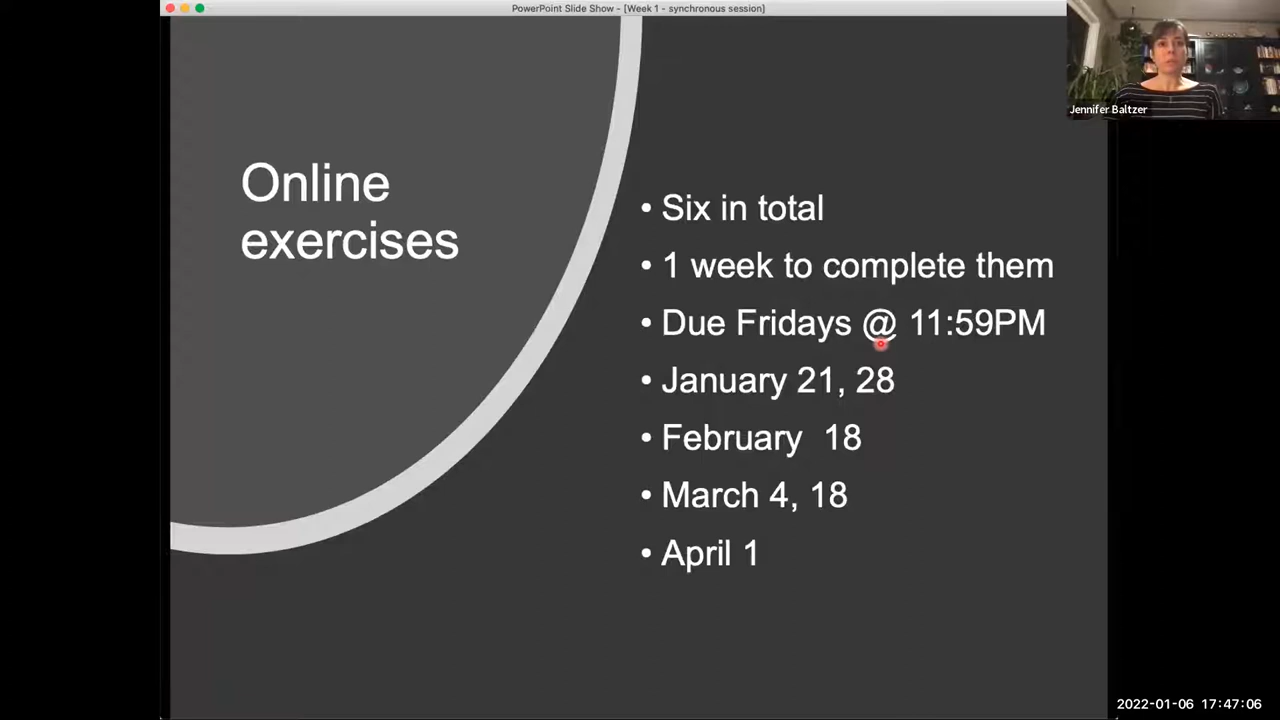 PowerPoint Slide Show - [Week 1 - synchronous session]
Jennifer Baltzer
Online
exercises
• Six in total
• 1 week to complete them
• Due Fridays @ 11:59PM
• January 21, 28
• February  18
• March 4, 18
• April 1
2022-01-06 17:47:06